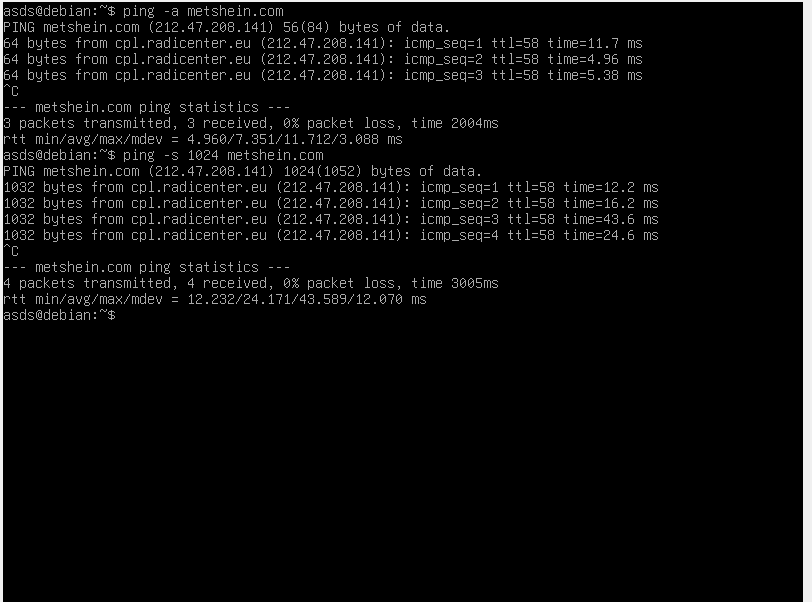 asds@debian:~$ ping -a metshein.com
PING metshein.com (212.47.208.141) 56(84) bytes of data.
64 bytes from cpl.radicenter.eu (212.47.208.141): icmp_seq=1 ttl=58 time=11.7 ms
64 bytes from cpl.radicenter.eu (212.47.208.141): icmp_seq=2 ttl=58 time=4.96 ms
64 bytes from cpl.radicenter.eu (212.47.208.141): icmp_seq=3 ttl=58 time=5.38 ms
^C
--- metshein.com ping statistics ---
3 packets transmitted, 3 received, 0% packet loss, time 2004ms
rtt min/avg/max/mdev = 4.960/7.351/11.712/3.088 ms
asds@debian:~$ ping -s 1024 metshein.com
PING metshein.com (212.47.208.141) 1024(1052) bytes of data.
1032 bytes from cpl.radicenter.eu (212.47.208.141): icmp_seq=1 ttl=58 time=12.2 ms
1032 bytes from cpl.radicenter.eu (212.47.208.141): icmp_seq=2 ttl=58 time=16.2 ms
1032 bytes from cpl.radicenter.eu (212.47.208.141): icmp_seq=3 ttl=58 time=43.6 ms
1032 bytes from cpl.radicenter.eu (212.47.208.141): icmp_seq=4 ttl=58 time=24.6 ms
^C
--- metshein.com ping statistics ---
4 packets transmitted, 4 received, 0% packet loss, time 3005ms
rtt min/avg/max/mdev = 12.232/24.171/43.589/12.070 ms
asds@debian:~$